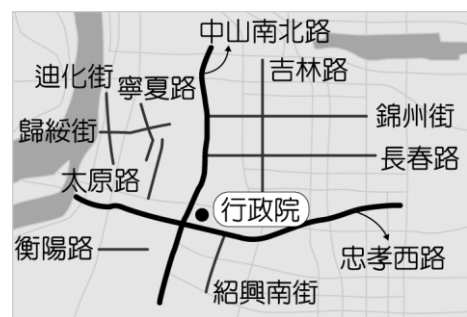 中山南北路
迪化街
寧夏路
吉林路
歸綏街
錦州街
長春路
太原路
行政院
衡陽路
忠孝西路
紹興南街